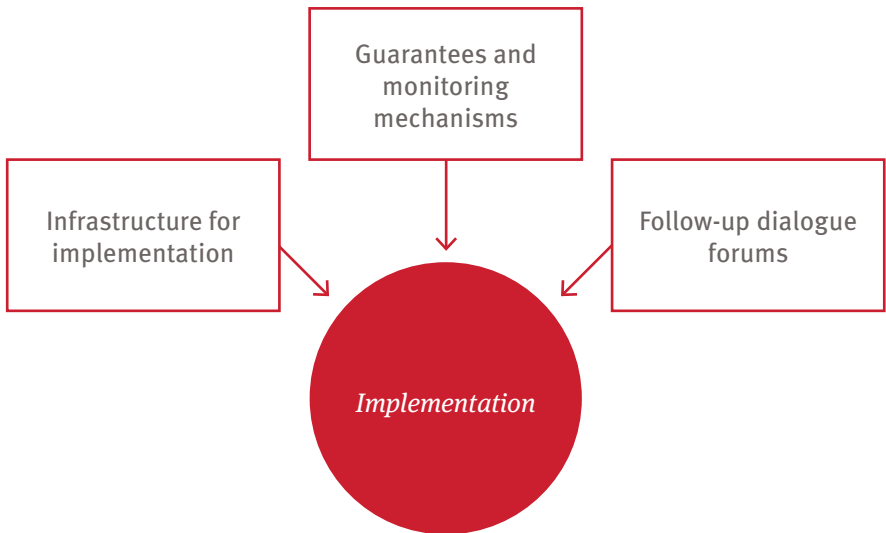 Guarantees and
monitoring
mechanisms
Infrastructure for
implementation
Follow-up dialogue
forums
Implementation